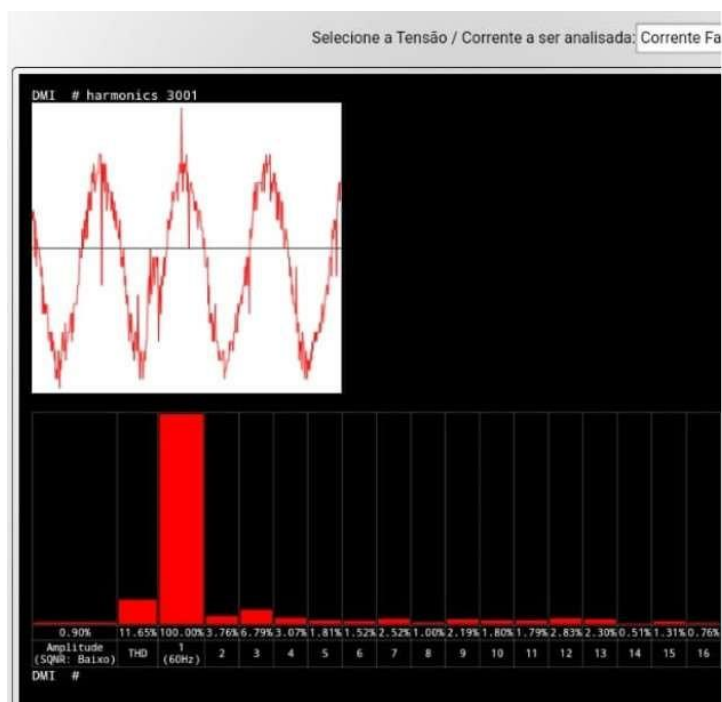 Selecione a Tensão / Corrente a ser analisada: Corrente Fa
DMI # harmonics 3001
0.90% 11.65% 100.00% 3.76% 6.79% 3.07% 1.81% 1.52% 2.52% 1.00% 2.19% 1.80% 1.79% 2.83% 2.30% 0.51% 1.31% 0.76%
Amplitude (SQNR: Baixo) THD 1 (60Hz) 2 3 4 5 6 7 8 9 10 11 12 13 14 15 16
DMI #